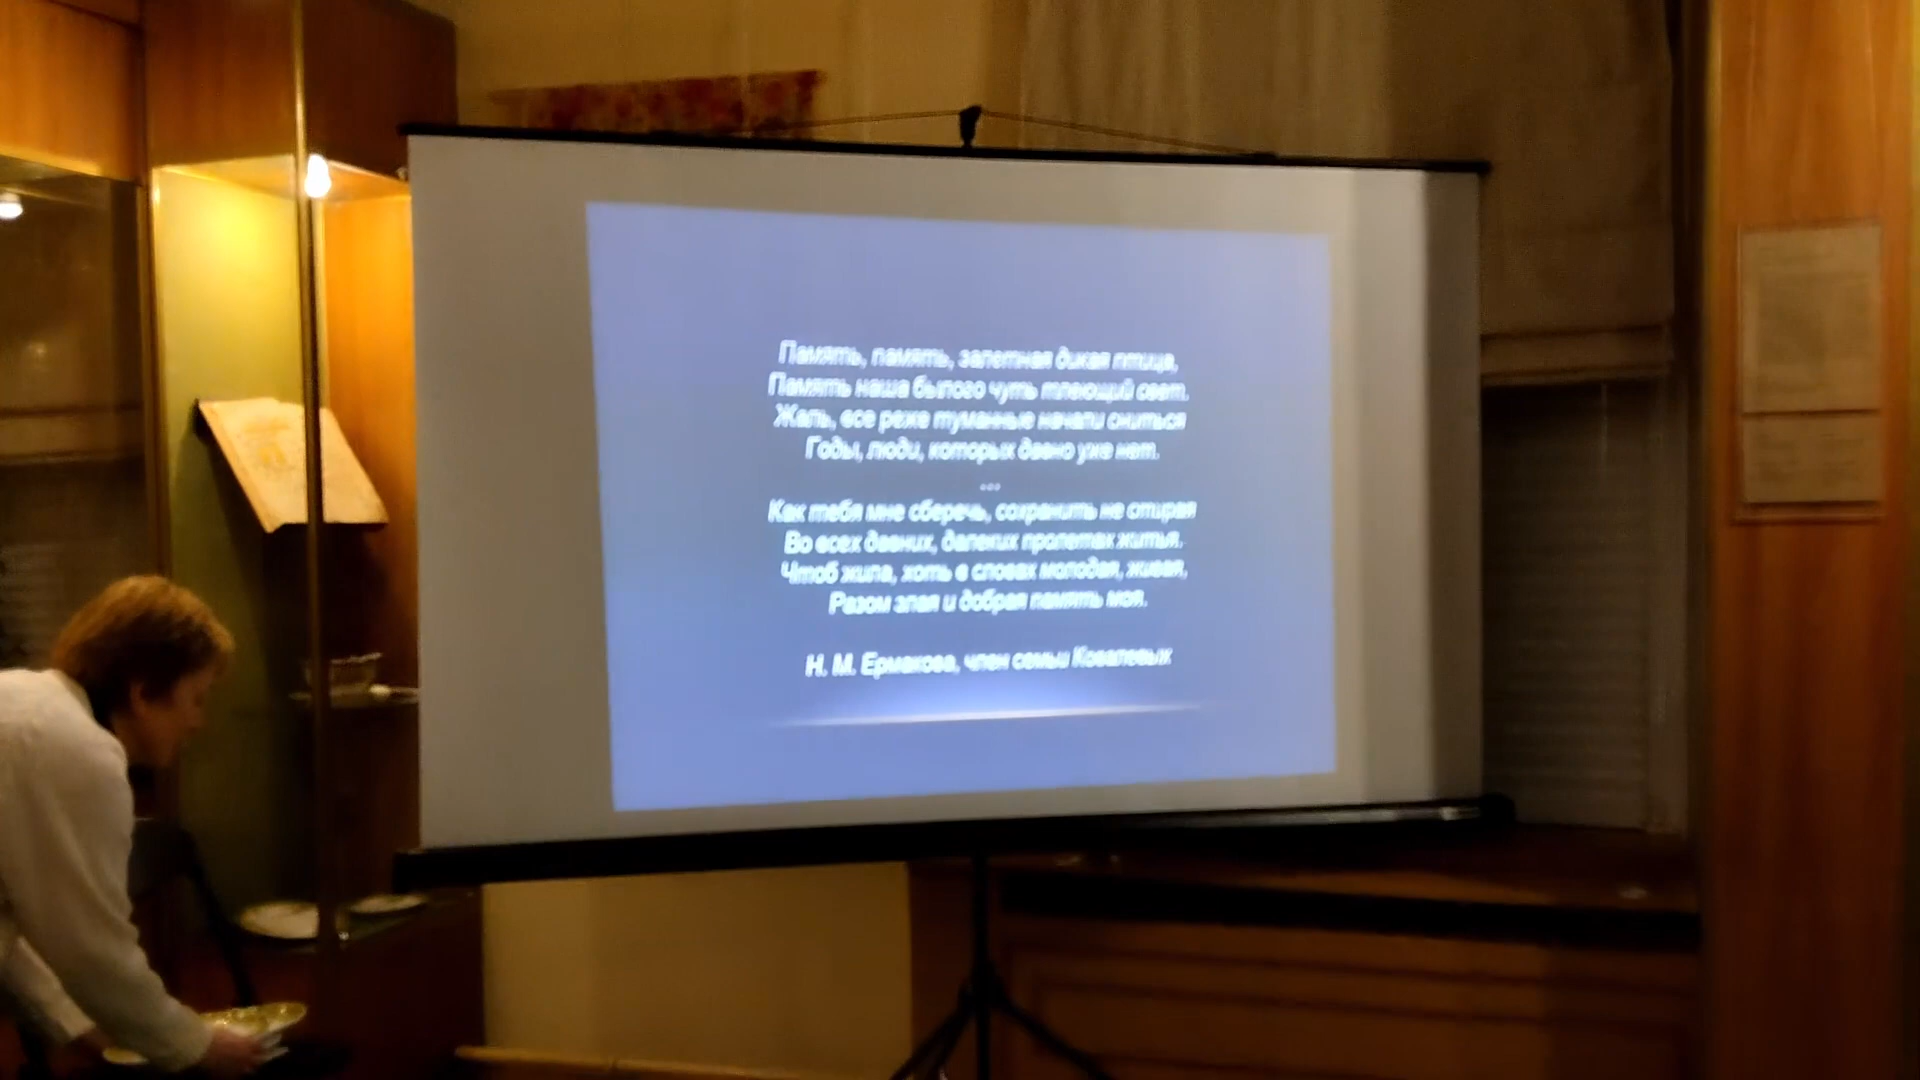 Память, память, залетная дикая птица,
Память наша былого чуть тлеющий свет.
Жаль, все реже туманные начали сниться
Годы, люди, которых давно уже нет.
...
Как тебя мне сберечь, сохранить не стирая
Во всех давних, далеких пролетах житья.
Чтоб жила, хоть в словах молодая, живая,
Разом злая и добрая память моя.
Н. М. Ермакова, член семьи Ковалевых